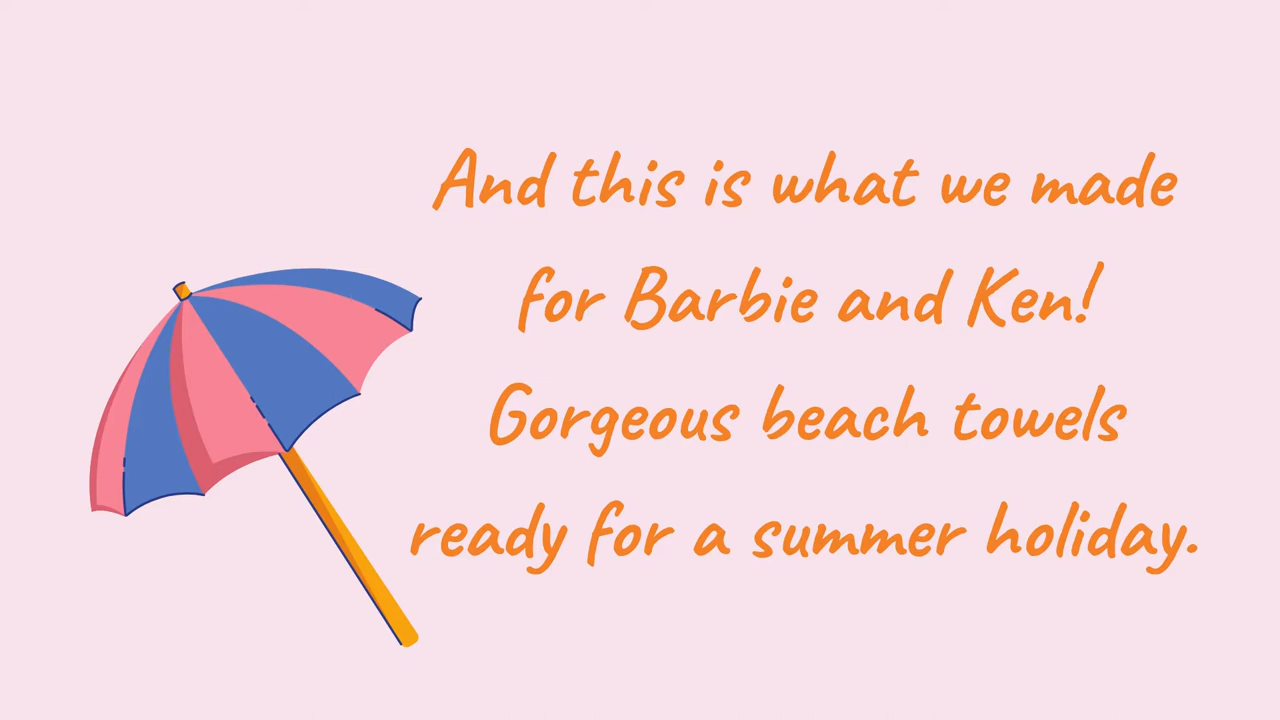 And this is what we made
for Barbie and Ken!
Gorgeous beach towels
ready for a summer holiday.